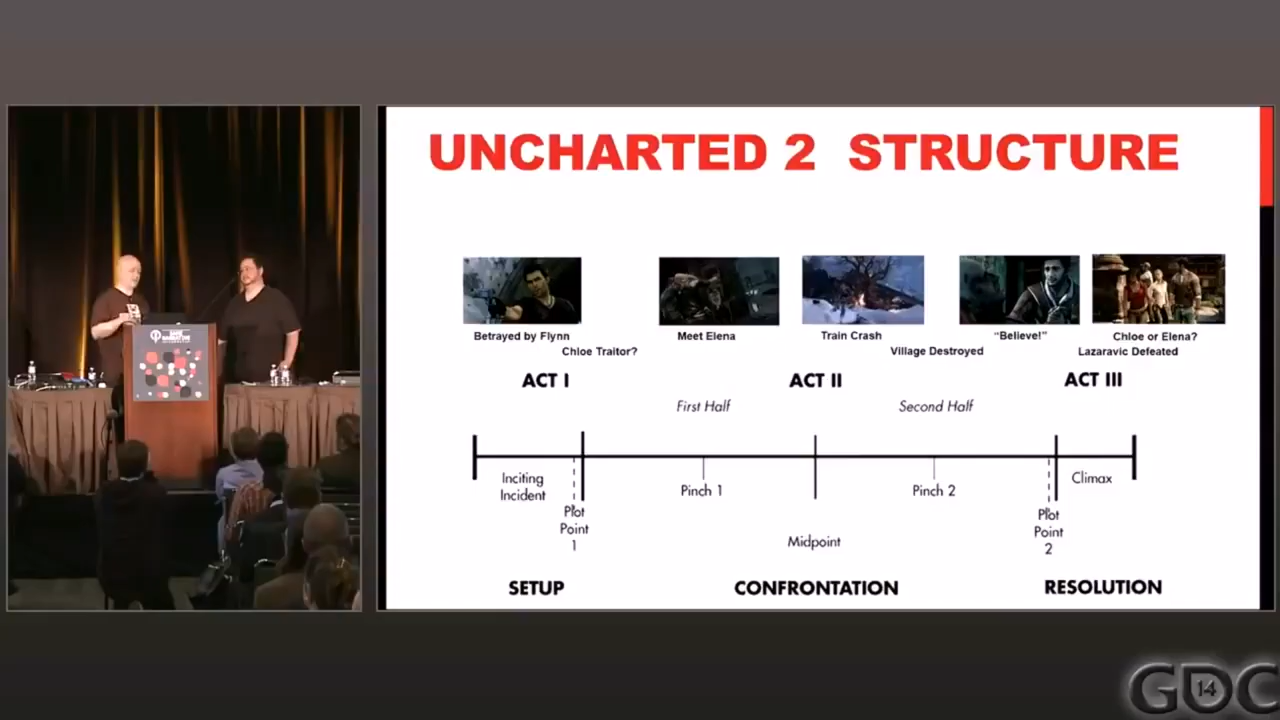 UNCHARTED 2 STRUCTURE
Betrayed by Flynn
Chloe Traitor?
Meet Elena
Train Crash
Village Destroyed
“Believe!”
Chloe or Elena?
Lazaravic Defeated
ACT I
ACT II
ACT III
First Half
Second Half
Inciting
Incident
Plot
Point
1
Pinch 1
Midpoint
Pinch 2
Plot
Point
2
Climax
SETUP
CONFRONTATION
RESOLUTION
GAME
NARRATIVE
GDC
14